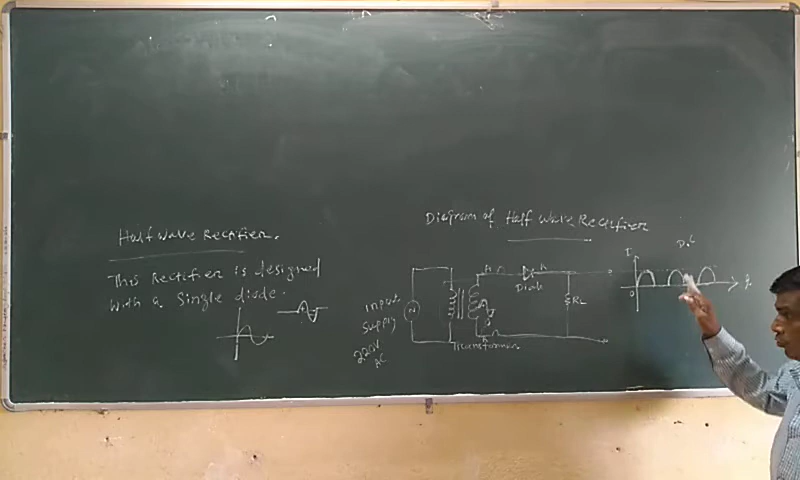 Half Wave Rectifier.
This Rectifier is designed
with a single diode.
Diagram of Half Wave Rectifier
Input
Supply
220V
AC
N
Transformer
Diode
RL
I
0